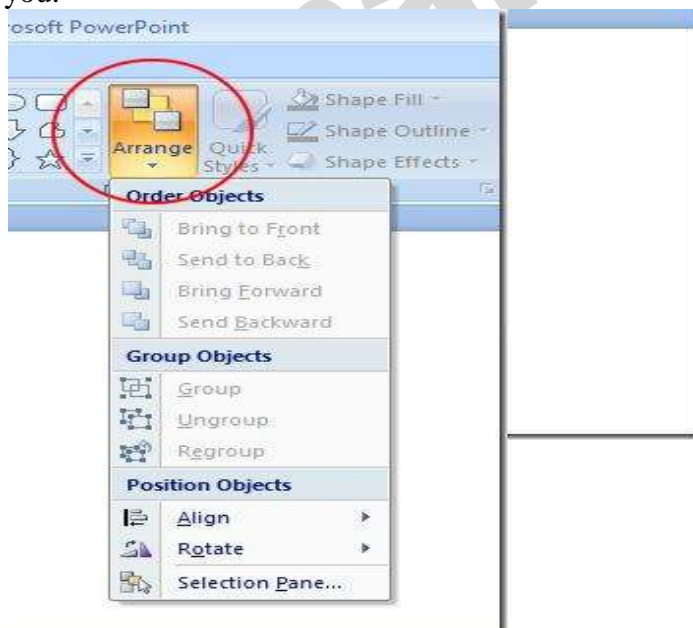 you.
rosoft PowerPoint
Shape Fill
Arrange
Quick Styles
Shape Outline
Shape Effects
Order Objects
Bring to Front
Send to Back
Bring Forward
Send Backward
Group Objects
Group
Ungroup
Regroup
Position Objects
Align
Rotate
Selection Pane...